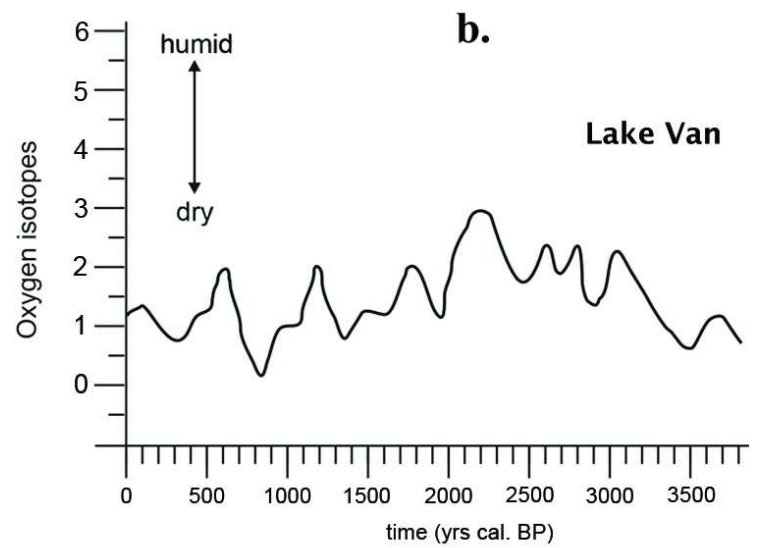 b.
humid
dry
Lake Van
Oxygen isotopes
6
5
4
3
2
1
0
0 500 1000 1500 2000 2500 3000 3500
time (yrs cal. BP)